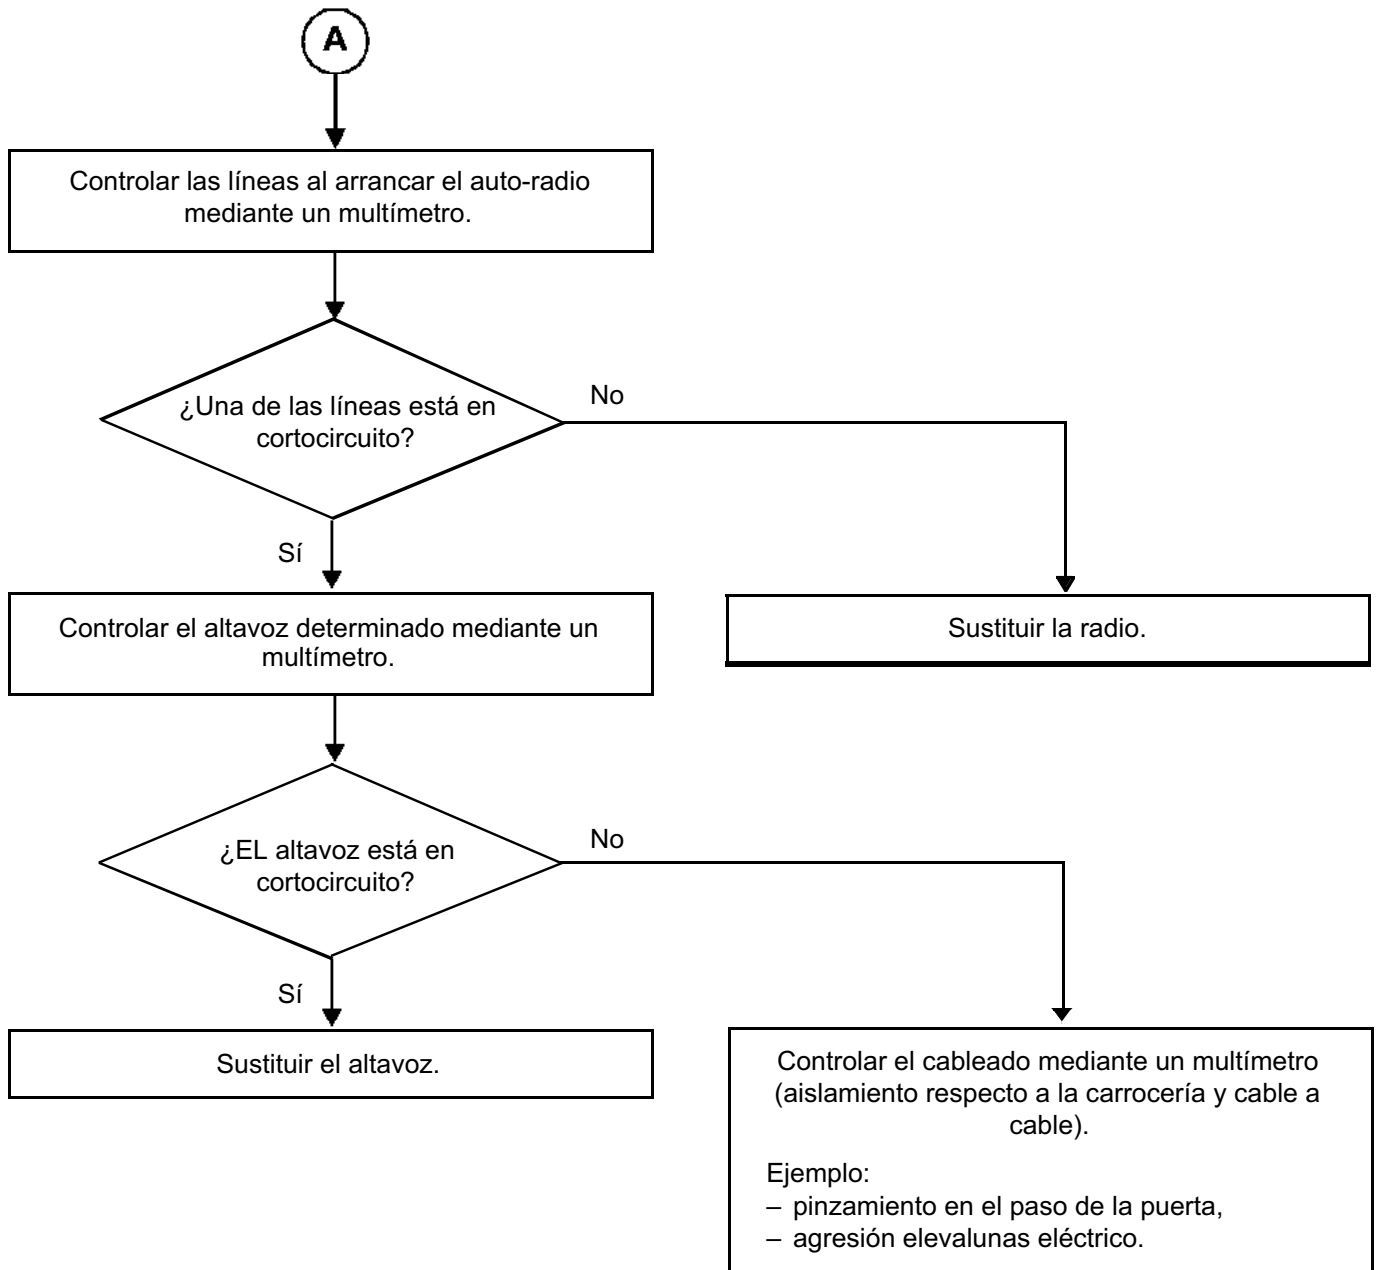 A
Controlar las líneas al arrancar el auto-radio
mediante un multímetro.
¿Una de las líneas está en
cortocircuito?
No
Sí
Controlar el altavoz determinado mediante un
multímetro.
Sustituir la radio.
¿EL altavoz está en
cortocircuito?
No
Sí
Sustituir el altavoz.
Controlar el cableado mediante un multímetro
(aislamiento respecto a la carrocería y cable a
cable).
Ejemplo:
– pinzamiento en el paso de la puerta,
– agresión elevalunas eléctrico.